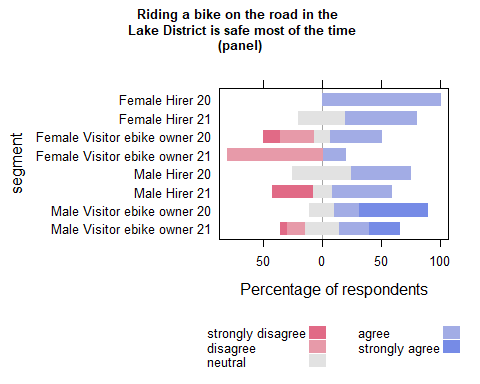 Riding a bike on the road in the
Lake District is safe most of the time
(panel)
segment
Female Hirer 20
Female Hirer 21
Female Visitor ebike owner 20
Female Visitor ebike owner 21
Male Hirer 20
Male Hirer 21
Male Visitor ebike owner 20
Male Visitor ebike owner 21
50 0 50 100
Percentage of respondents
strongly disagree
disagree
neutral
agree
strongly agree